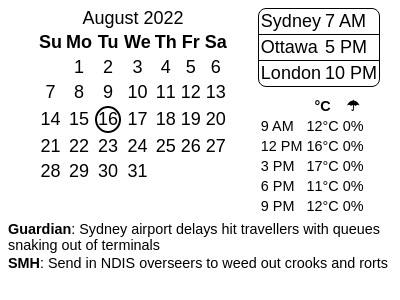 August 2022
Su Mo Tu We Th Fr Sa
1 2 3 4 5 6
7 8 9 10 11 12 13
14 15 16 17 18 19 20
21 22 23 24 25 26 27
28 29 30 31
Sydney 7 AM
Ottawa 5 PM
London 10 PM
°C ☂
9 AM 12°C 0%
12 PM 16°C 0%
3 PM 17°C 0%
6 PM 11°C 0%
9 PM 12°C 0%
Guardian: Sydney airport delays hit travellers with queues
snaking out of terminals
SMH: Send in NDIS overseers to weed out crooks and rorts